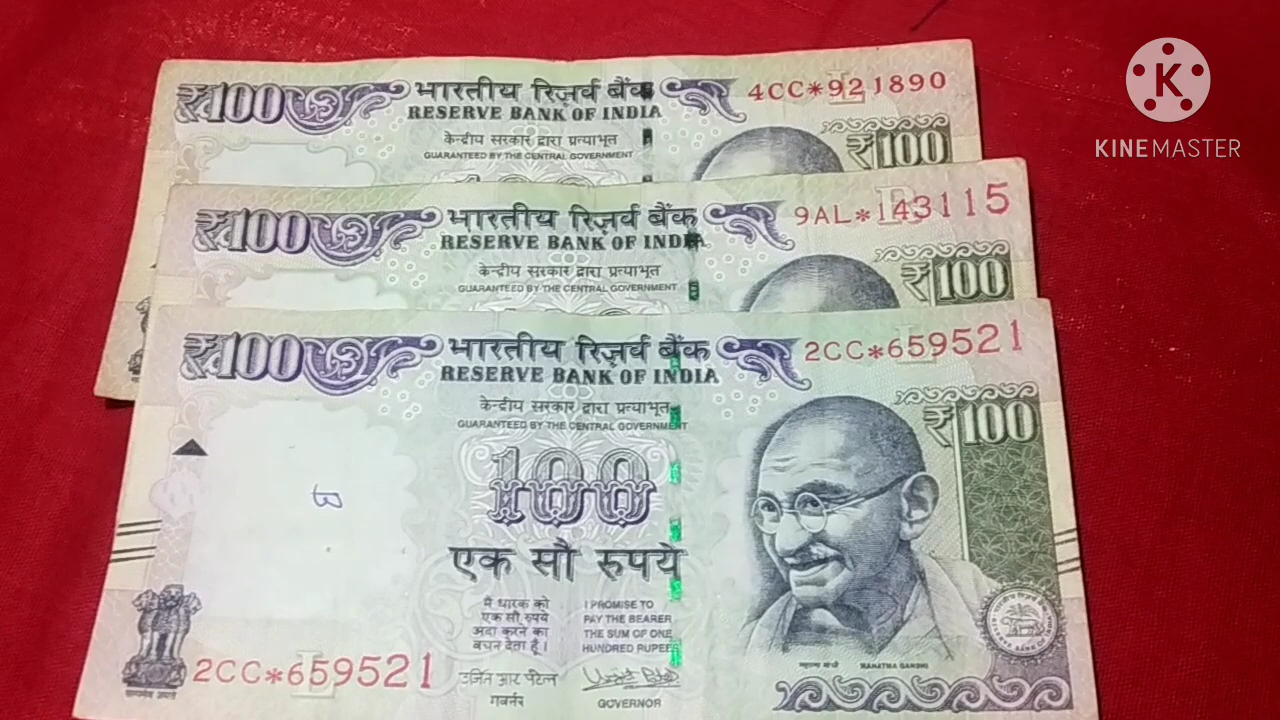 ₹100 भारतीय रिज़र्व बैंक 4CC*921890
RESERVE BANK OF INDIA
केन्द्रीय सरकार द्वारा प्रत्याभूत
GUARANTEED BY THE CENTRAL GOVERNMENT
₹100
K
KINEMASTER
₹100 भारतीय रिज़र्व बैंक 9AL*143115
RESERVE BANK OF INDIA
केन्द्रीय सरकार द्वारा प्रत्याभूत
GUARANTEED BY THE CENTRAL GOVERNMENT
₹100
₹100 भारतीय रिज़र्व बैंक 2CC*659521
RESERVE BANK OF INDIA
केन्द्रीय सरकार द्वारा प्रत्याभूत
GUARANTEED BY THE CENTRAL GOVERNMENT
₹100
100
एक सौ रुपये
मैं धारक को
एक सौ रुपये
अदा करने का
वचन देता हूँ।
I PROMISE TO
PAY THE BEARER
THE SUM OF ONE
HUNDRED RUPEES
2CC*659521
L
उर्जित आर पटेल
गवर्नर
GOVERNOR
महात्मा गांधी MAHATMA GANDHI
सत्यमेव जयते